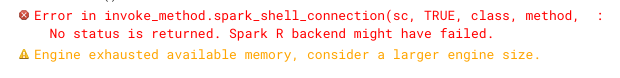 Error in invoke_method.spark_shell_connection(sc, TRUE, class, method,  :
No status is returned. Spark R backend might have failed.
Engine exhausted available memory, consider a larger engine size.